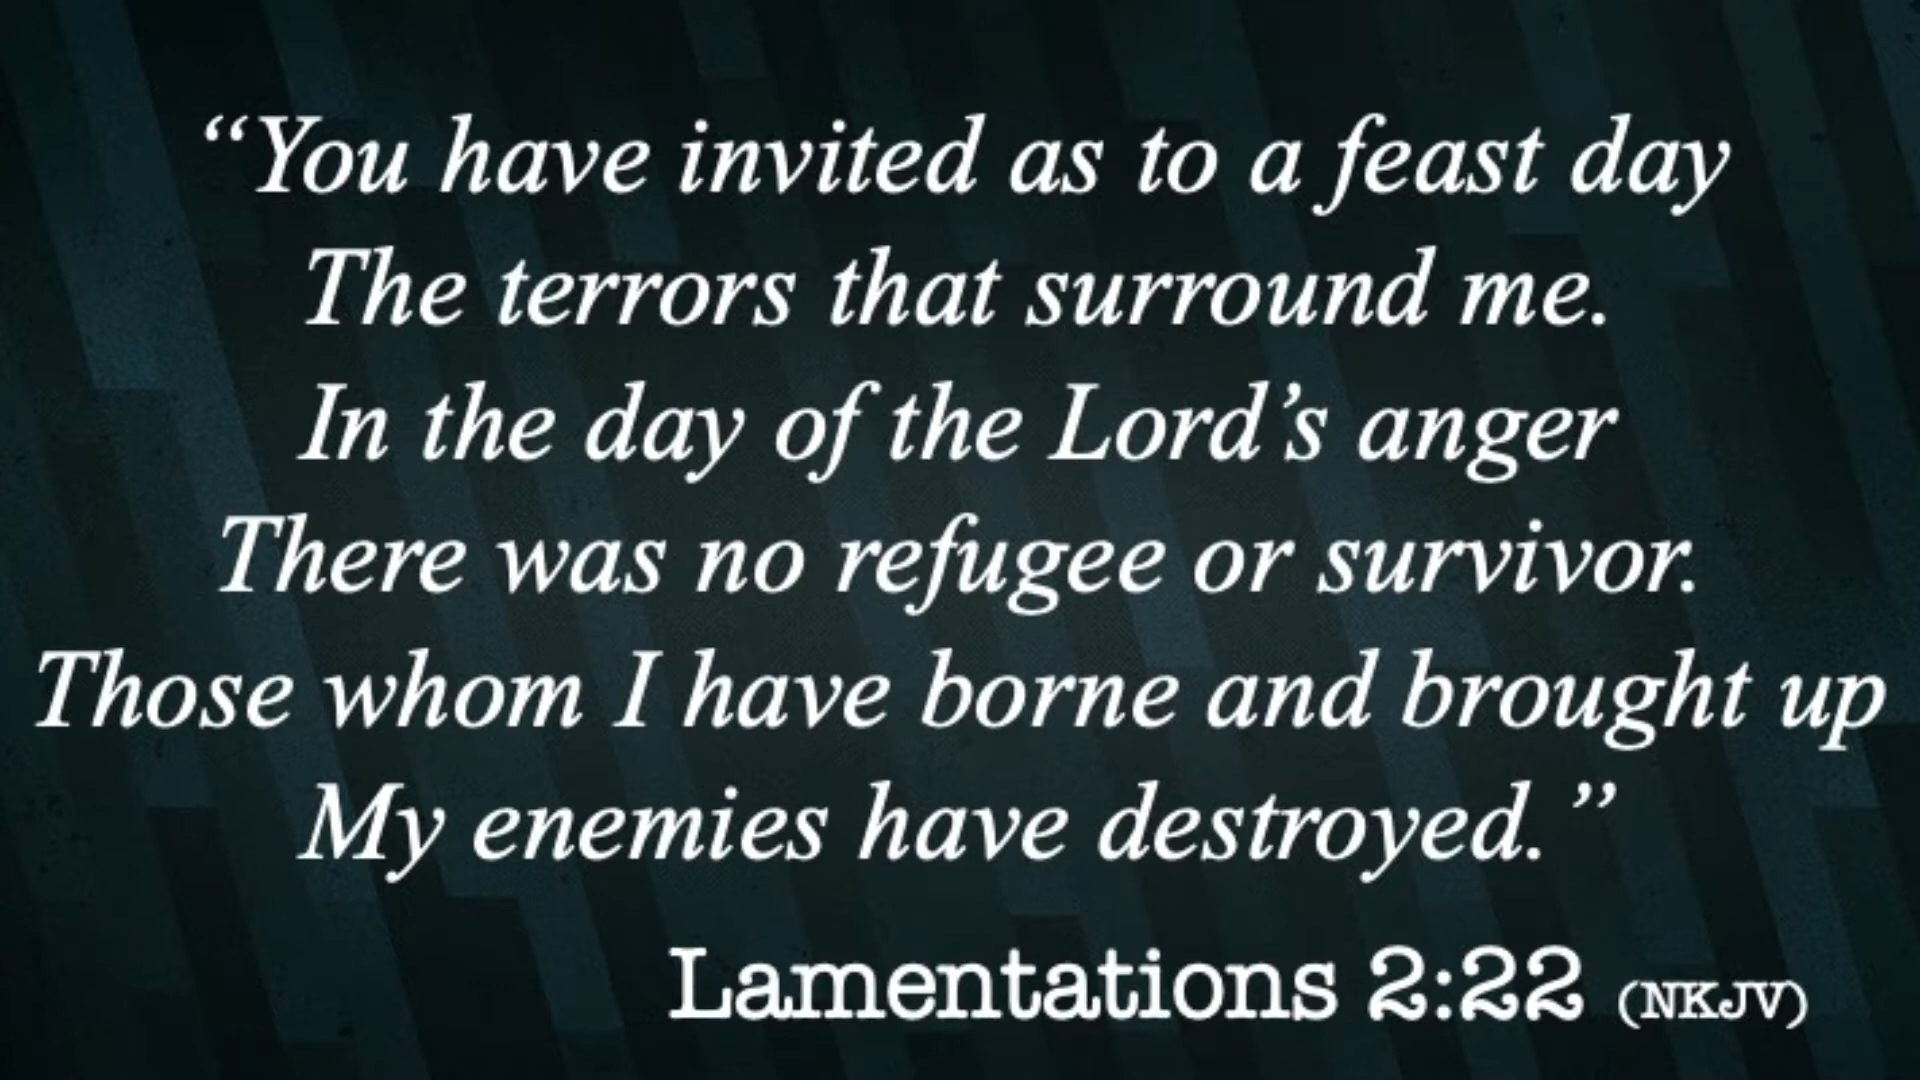 “You have invited as to a feast day
The terrors that surround me.
In the day of the Lord’s anger
There was no refugee or survivor.
Those whom I have borne and brought up
My enemies have destroyed.”
Lamentations 2:22 (NKJV)